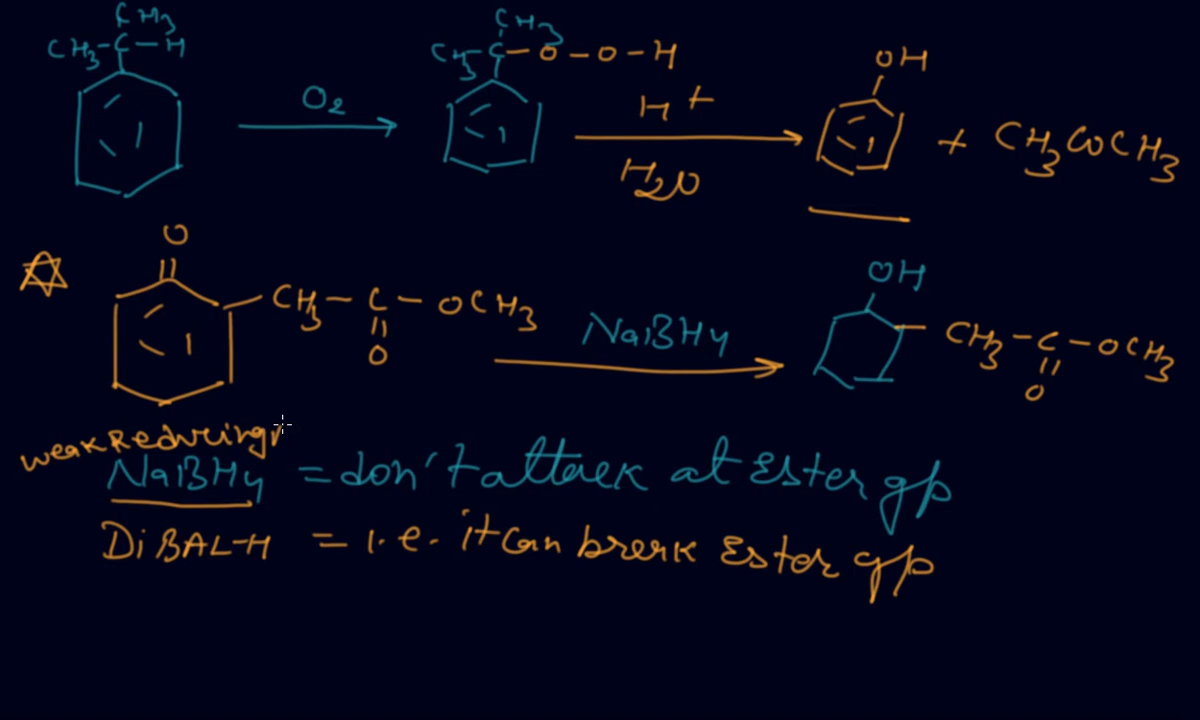 CH3 CH3
CH3-C-H CH3-C-O-O-H OH
O2 H+
H2O + CH3COCH3
O
CH3-C-OCH3 NaBH4 OH
O CH3-C-OCH3
O
weak Reducing
NaBH4 = don't attack at Ester gp
DiBAL-H = i.e. it can break Ester gp